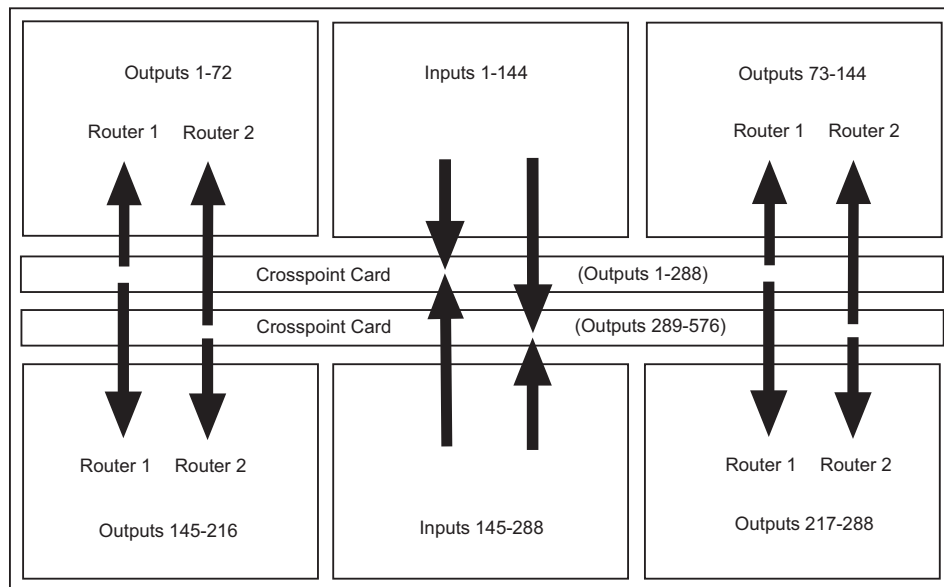 Outputs 1-72
Inputs 1-144
Outputs 73-144
Router 1 Router 2
Router 1 Router 2
Crosspoint Card (Outputs 1-288)
Crosspoint Card (Outputs 289-576)
Router 1 Router 2
Router 1 Router 2
Outputs 145-216
Inputs 145-288
Outputs 217-288